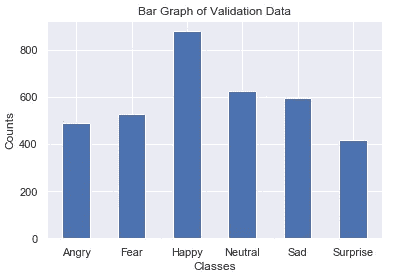 Bar Graph of Validation Data
Counts
800
600
400
200
0
Angry Fear Happy Neutral Sad Surprise
Classes